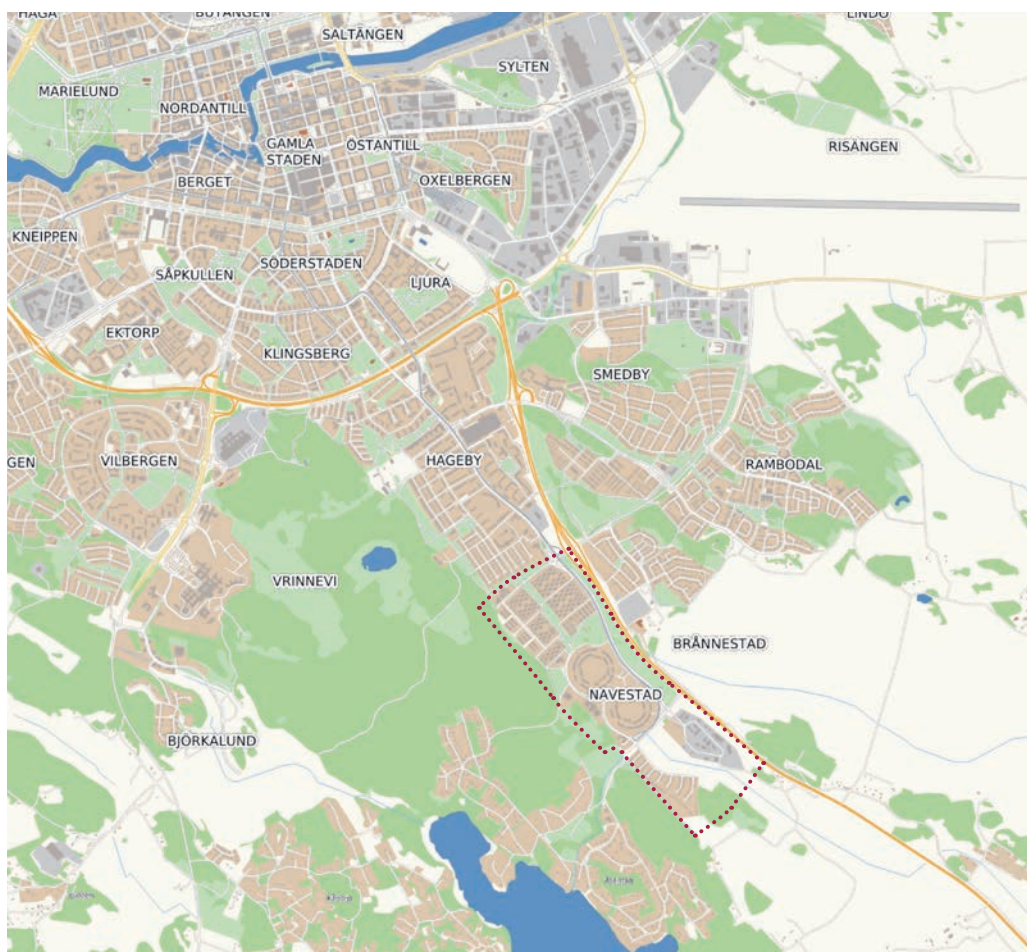 HAGA
BUTÄNGEN
SALTÄNGEN
LINDÖ
SYLTEN
MARIELUND
NORDANTILL
GAMLA
STADEN
ÖSTANTILL
RISÄNGEN
BERGET
OXELBERGEN
KNEIPPEN
SÖDERSTADEN
SÅPKULLEN
LJURA
EKTORP
KLINGSBERG
SMEDBY
GEN
VILBERGEN
HAGEBY
RAMBODAL
VRINNEVI
BRÅNNESTAD
NAVESTAD
BJÖRKALUND